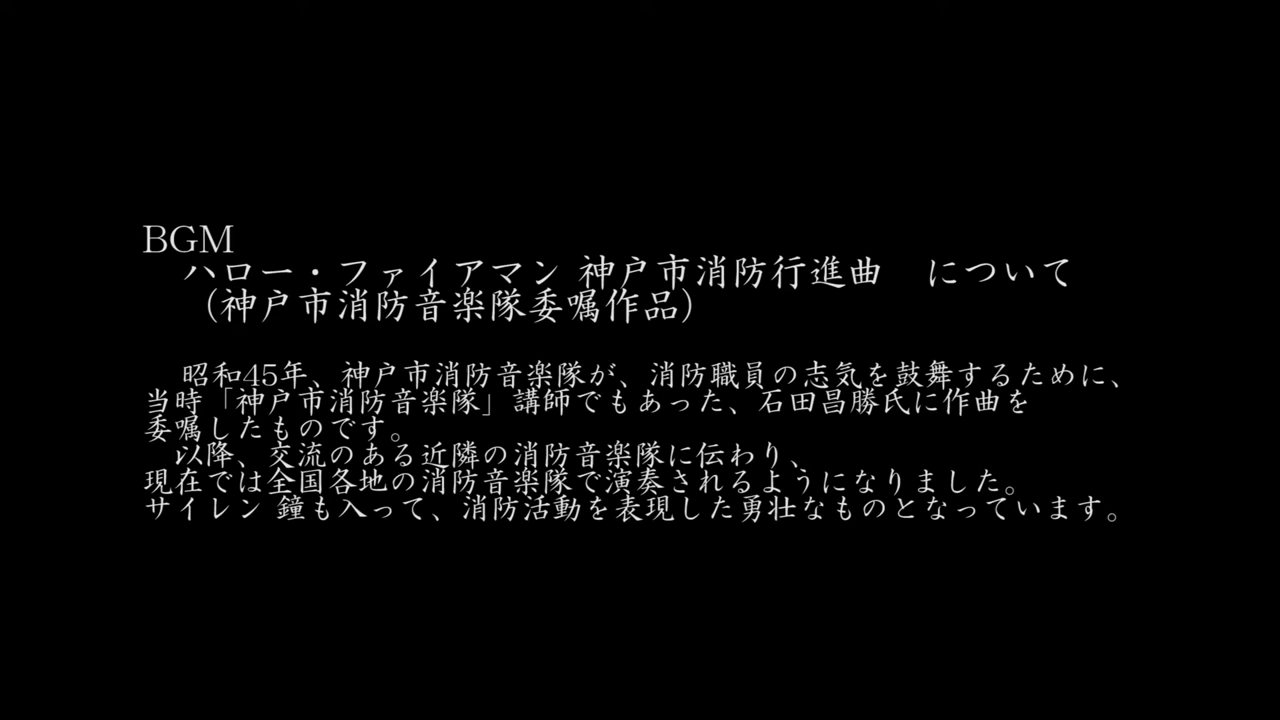 BGM
ハロー・ファイアマン 神戸市消防行進曲　について
（神戸市消防音楽隊委嘱作品）
昭和45年、神戸市消防音楽隊が、消防職員の志気を鼓舞するために、
当時「神戸市消防音楽隊」講師でもあった、石田昌勝氏に作曲を
委嘱したものです。
以降、交流のある近隣の消防音楽隊に伝わり、
現在では全国各地の消防音楽隊で演奏されるようになりました。
サイレン 鐘も入って、消防活動を表現した勇壮なものとなっています。